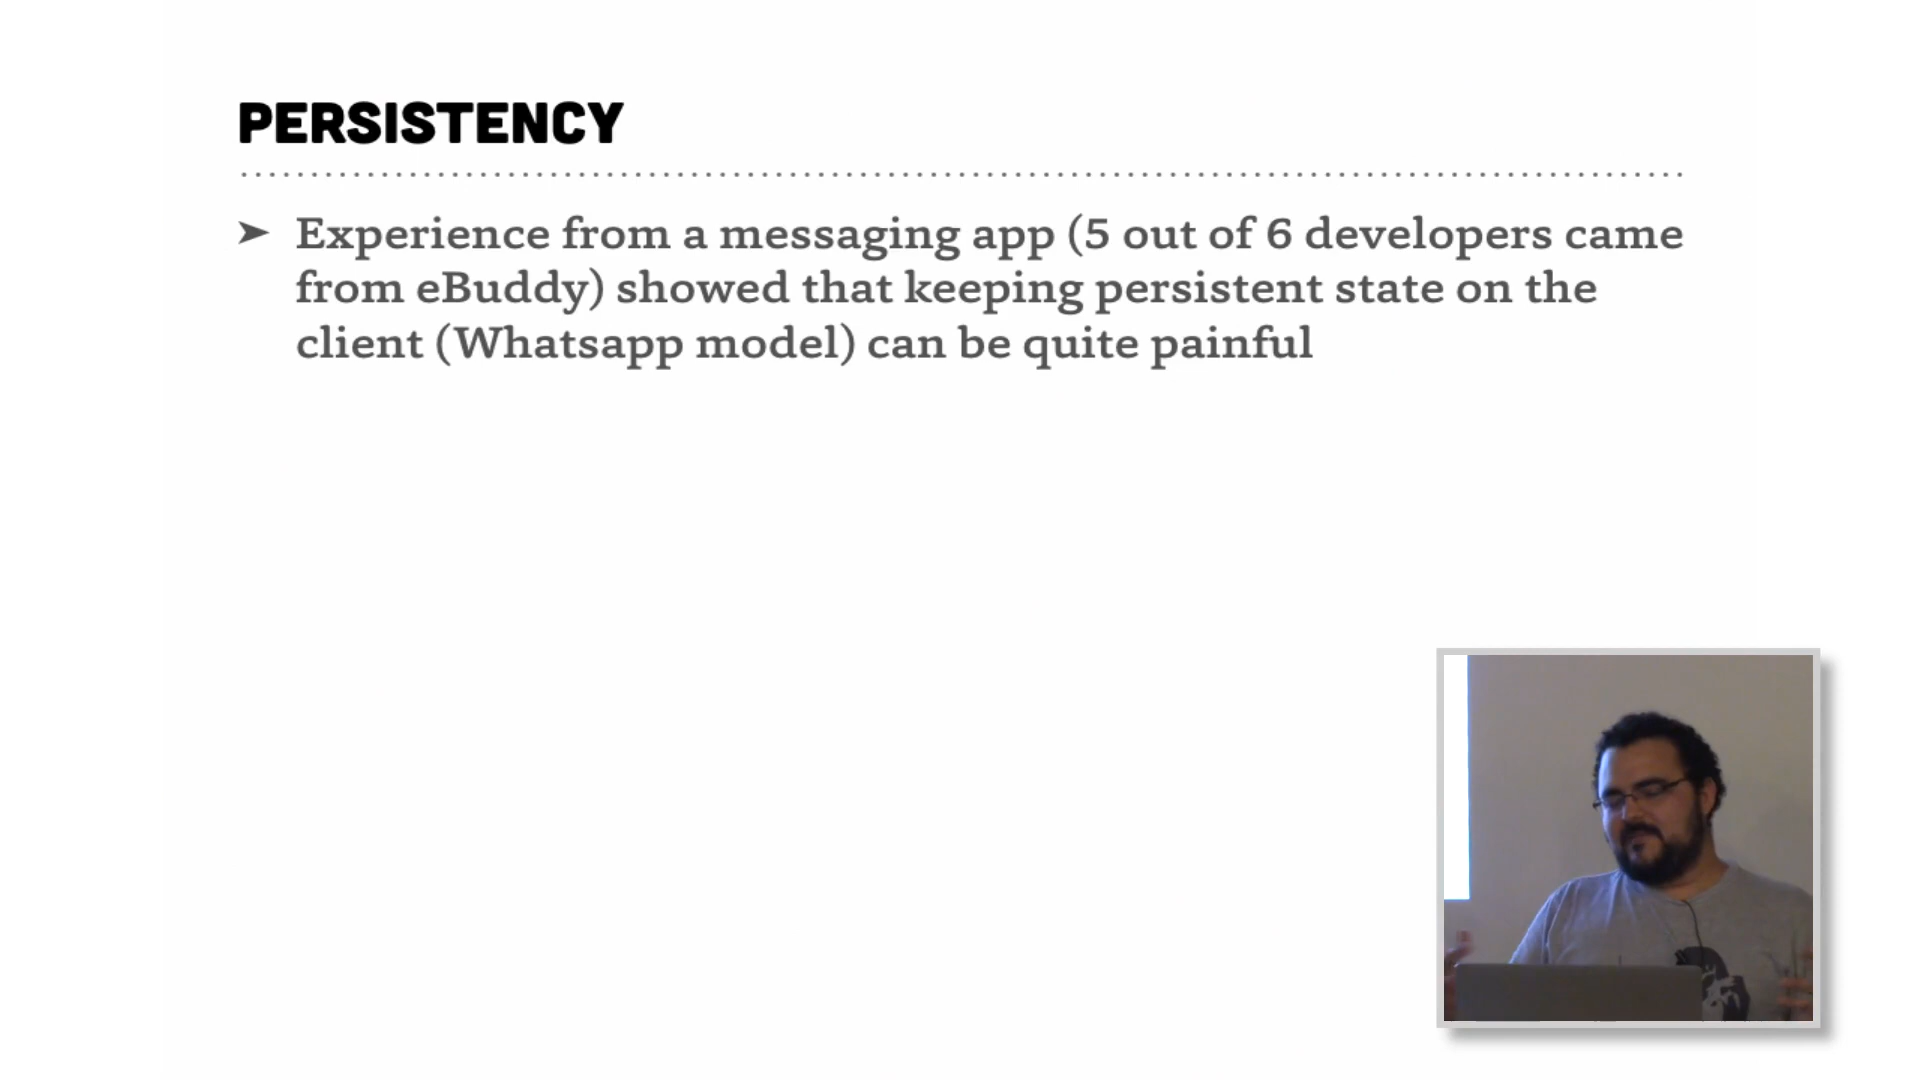 PERSISTENCY
➤ Experience from a messaging app (5 out of 6 developers came
from eBuddy) showed that keeping persistent state on the
client (Whatsapp model) can be quite painful